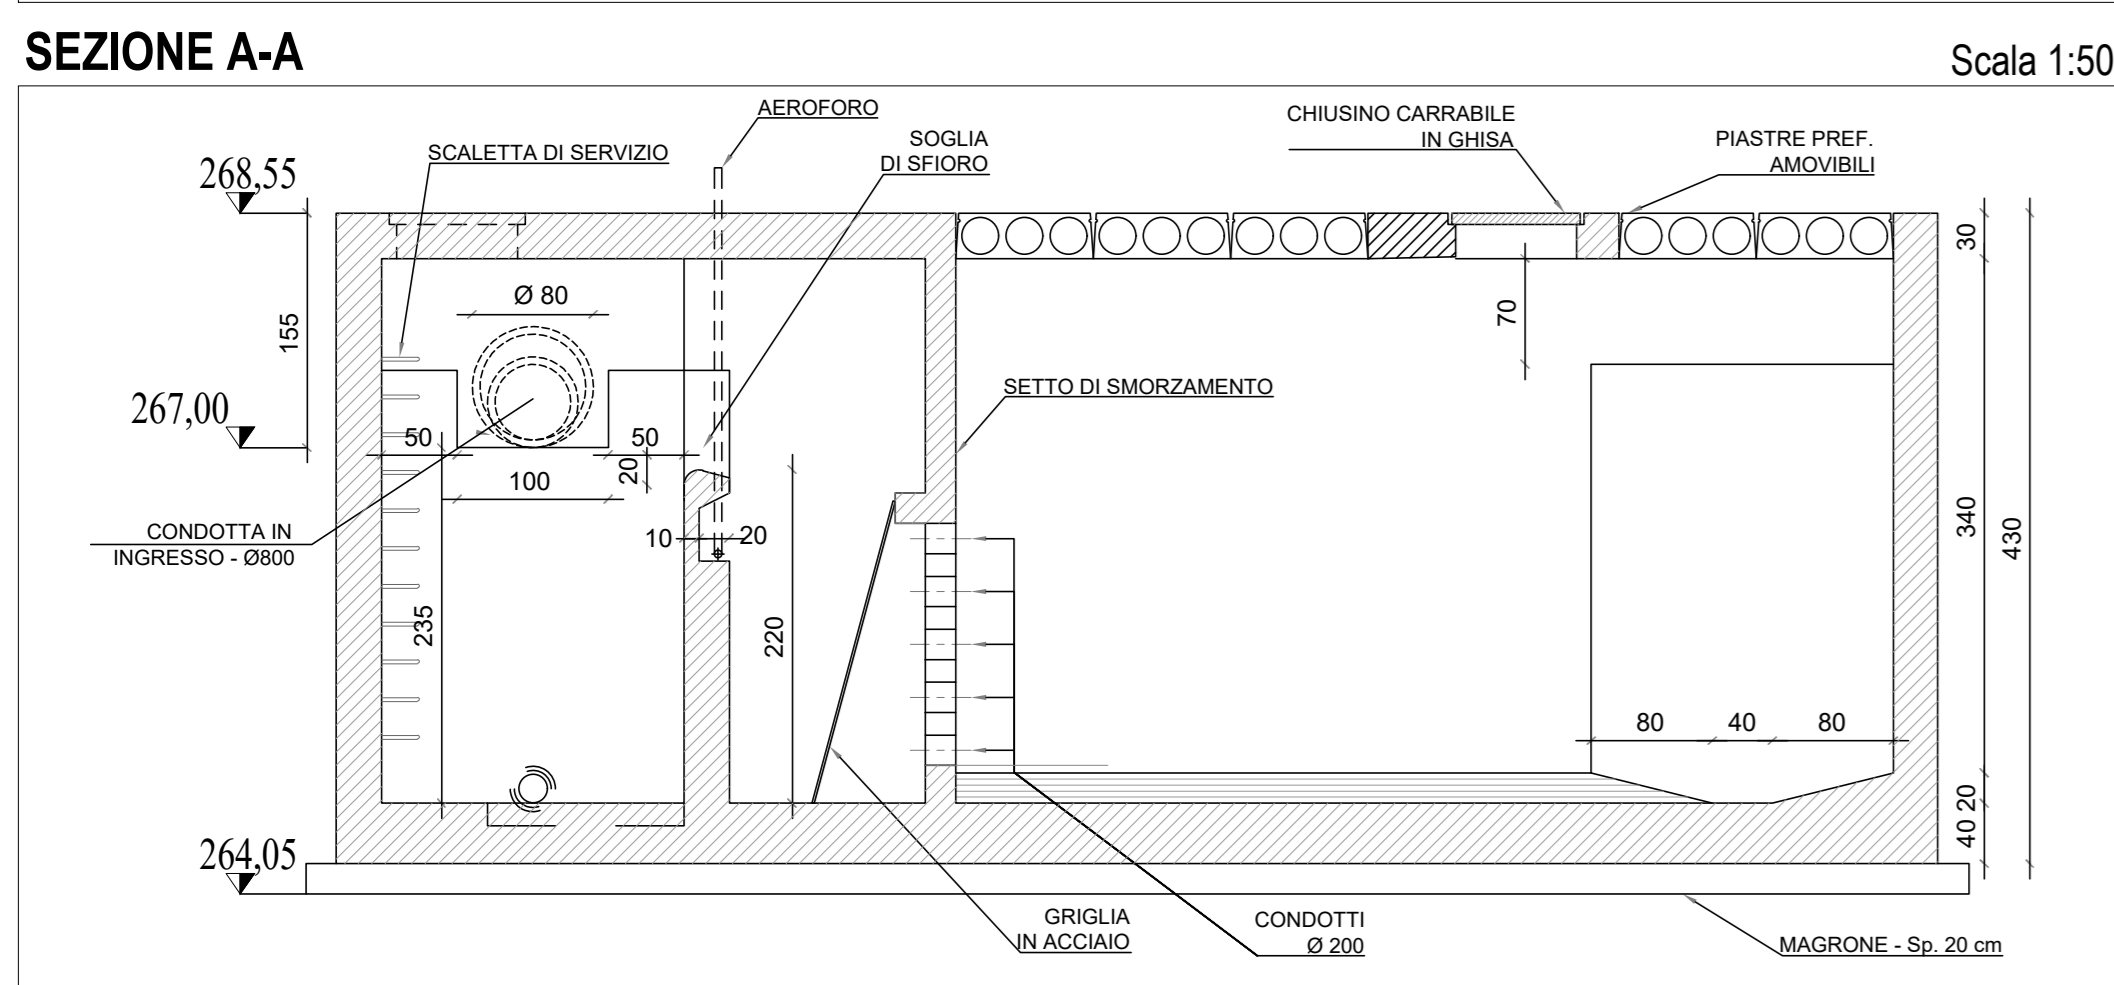 SEZIONE A-A
Scala 1:50
AEROFORO
CHIUSINO CARRABILE
IN GHISA
SOGLIA
DI SFIORO
PIASTRE PREF.
AMOVIBILI
SCALETTA DI SERVIZIO
268,55
30
Ø 80
70
155
SETTO DI SMORZAMENTO
267,00
50
50
20
100
340
430
CONDOTTA IN
INGRESSO - Ø800
10
20
235
220
80
40
80
20
40
264,05
GRIGLIA
IN ACCIAIO
CONDOTTI
Ø 200
MAGRONE - Sp. 20 cm